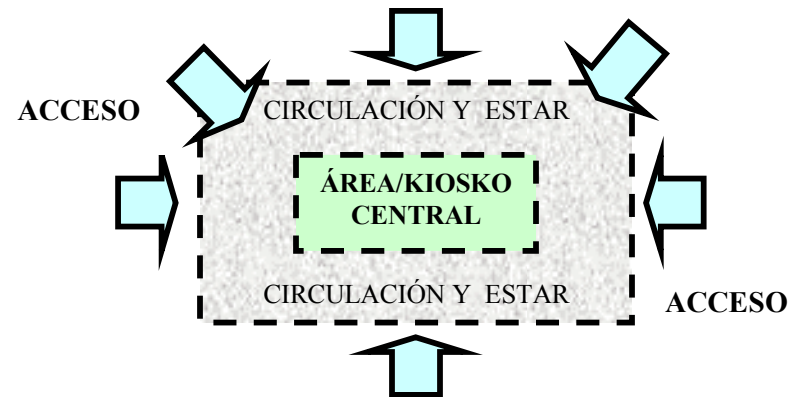 ACCESO
CIRCULACIÓN Y ESTAR
ÁREA/KIOSKO
CENTRAL
CIRCULACIÓN Y ESTAR
ACCESO